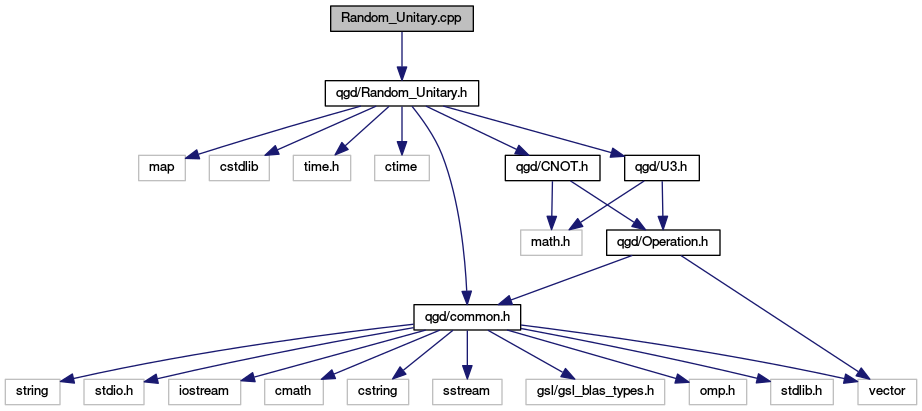 Random_Unitary.cpp
qgd/Random_Unitary.h
map
cstdlib
time.h
ctime
qgd/CNOT.h
qgd/U3.h
math.h
qgd/Operation.h
qgd/common.h
string
stdio.h
iostream
cmath
cstring
sstream
gsl/gsl_blas_types.h
omp.h
stdlib.h
vector